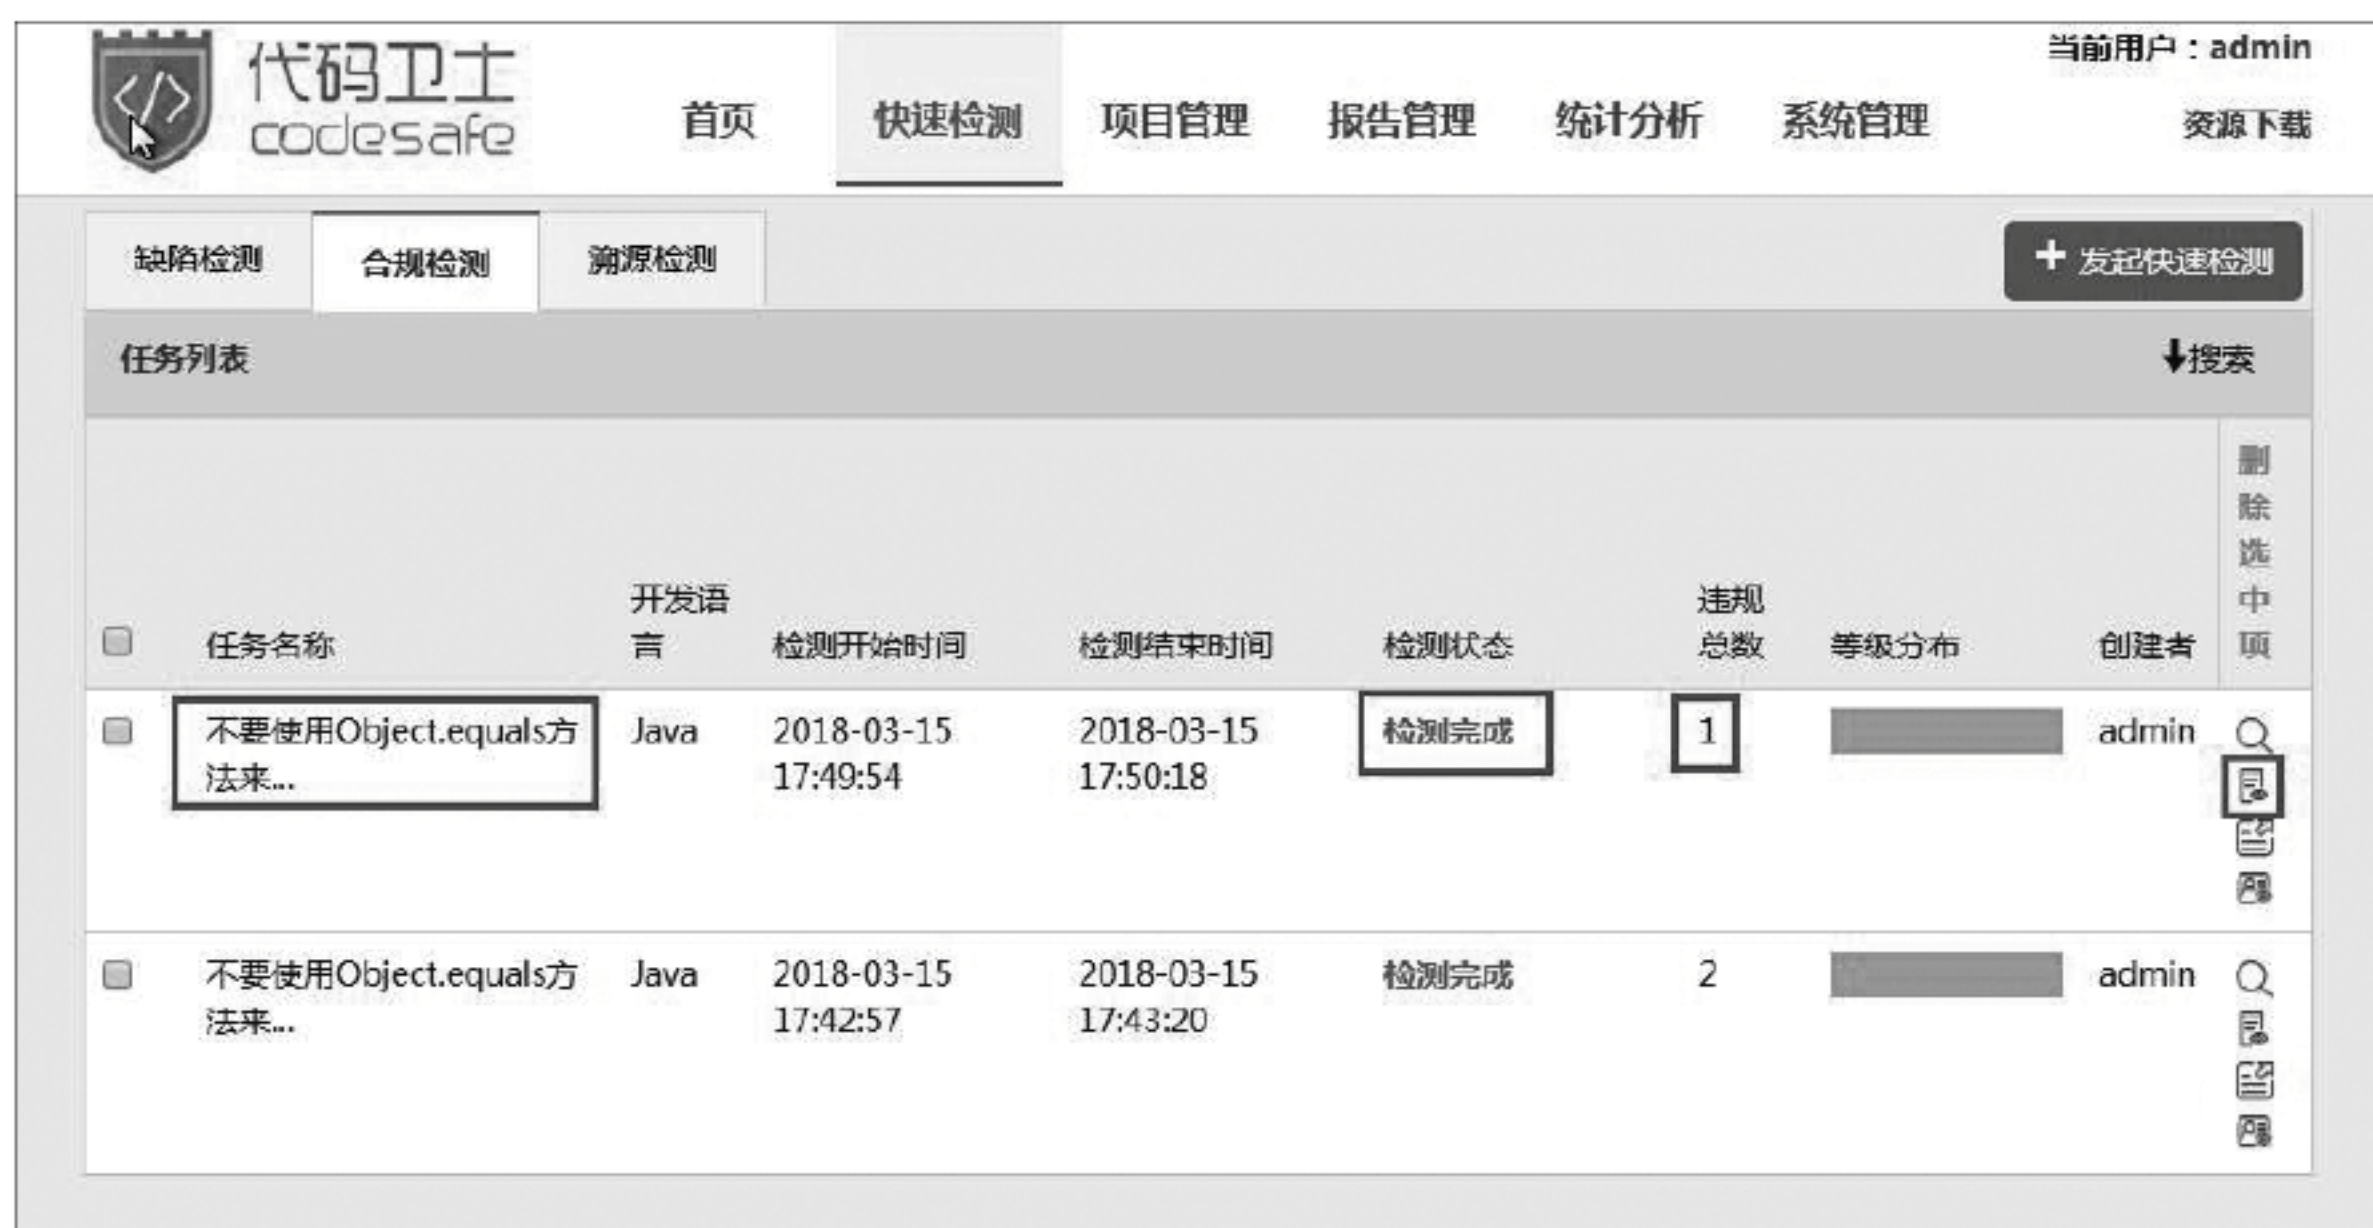 代码卫士
codesafe
当前用户：admin
首页 快速检测 项目管理 报告管理 统计分析 系统管理 资源下载
缺陷检测 合规检测 溯源检测 + 发起快速检测
任务列表 搜索
任务名称 开发语言 检测开始时间 检测结束时间 检测状态 违规总数 等级分布 创建者 删除选中项
不要使用Object.equals方 Java 2018-03-15 2018-03-15 检测完成 1 admin
法来... 17:49:54 17:50:18
不要使用Object.equals方 Java 2018-03-15 2018-03-15 检测完成 2 admin
法来... 17:42:57 17:43:20